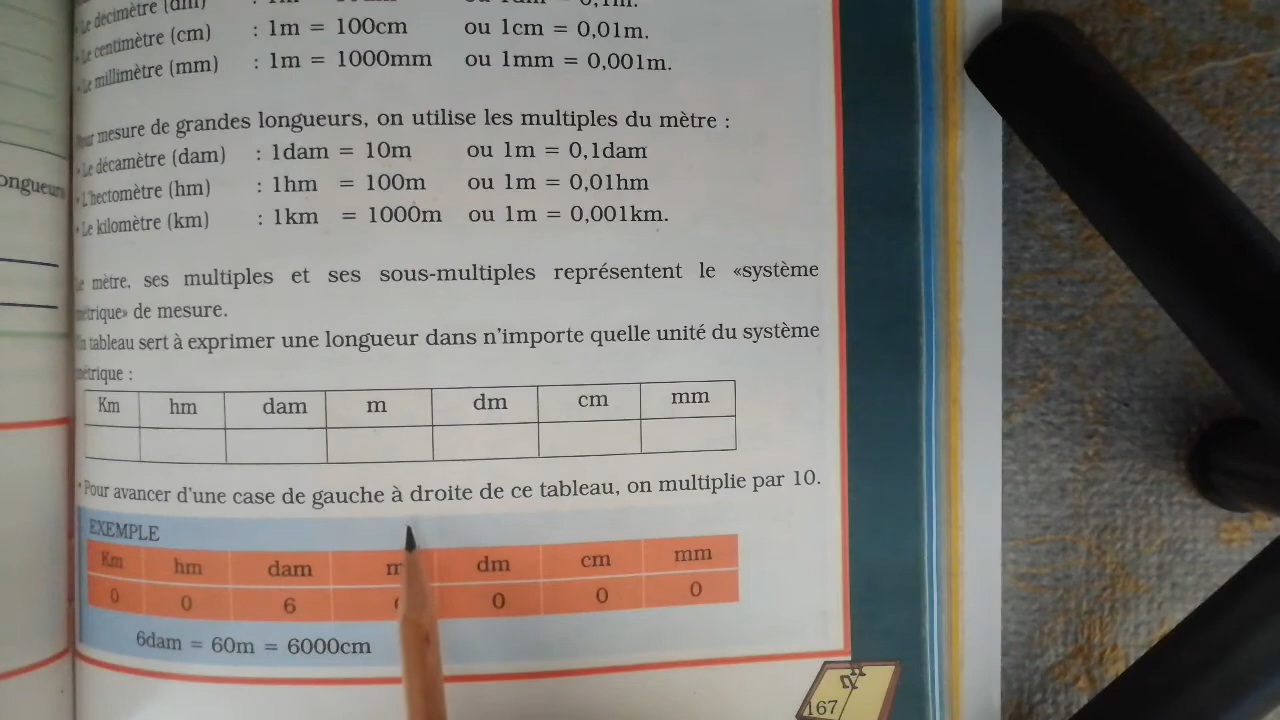 Le décimètre (dm)
Le centimètre (cm) : 1m = 100cm ou 1cm = 0,01m.
• Le millimètre (mm) : 1m = 1000mm ou 1mm = 0,001m.
mesure de grandes longueurs, on utilise les multiples du mètre :
• Le décamètre (dam) : 1dam = 10m ou 1m = 0,1dam
• L'hectomètre (hm) : 1hm = 100m ou 1m = 0,01hm
• Le kilomètre (km) : 1km = 1000m ou 1m = 0,001km.
mètre, ses multiples et ses sous-multiples représentent le «système
métrique» de mesure.
tableau sert à exprimer une longueur dans n'importe quelle unité du système
métrique :
Km hm dam m dm cm mm
• Pour avancer d'une case de gauche à droite de ce tableau, on multiplie par 10.
EXEMPLE
Km hm dam m dm cm mm
0 0 6 0 0 0
6dam = 60m = 6000cm
167